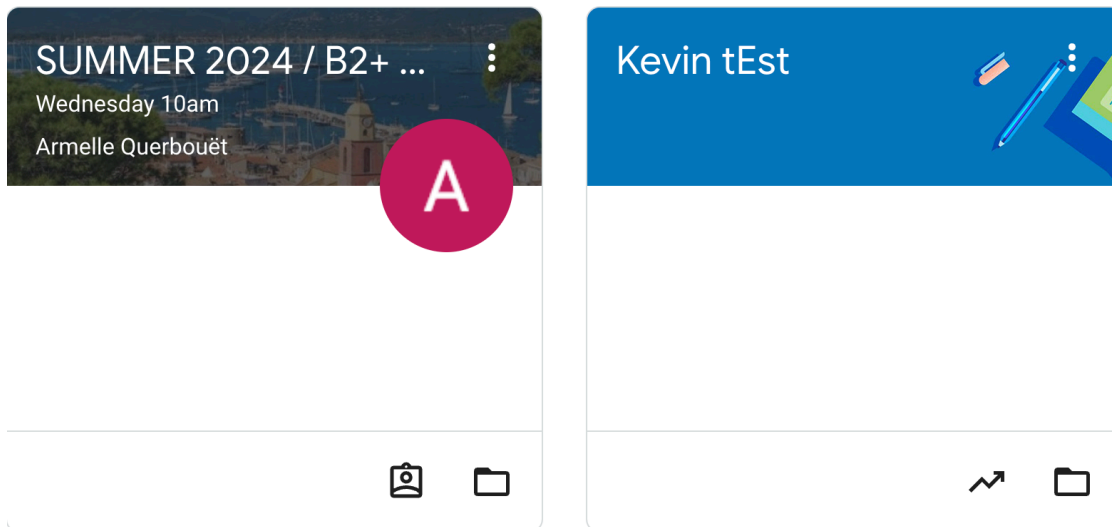 SUMMER 2024 / B2+ ...
Wednesday 10am
Armelle Querbouët
A
Kevin tEst